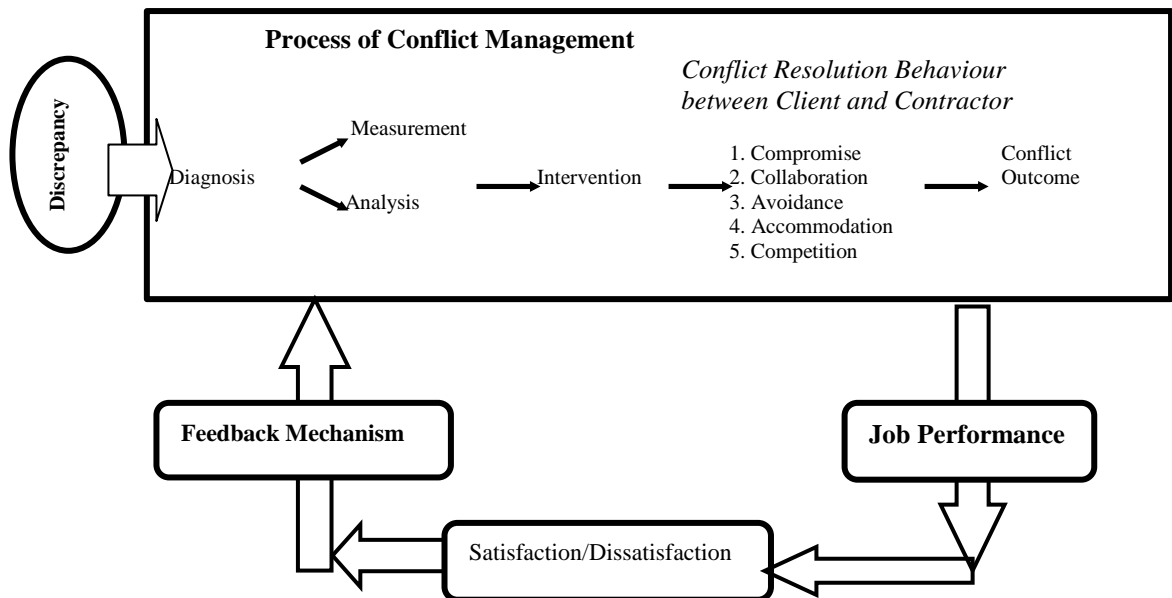 Process of Conflict Management
Conflict Resolution Behaviour
between Client and Contractor
Discrepancy
Diagnosis
Measurement
Analysis
Intervention
1. Compromise
2. Collaboration
3. Avoidance
4. Accommodation
5. Competition
Conflict
Outcome
Feedback Mechanism
Job Performance
Satisfaction/Dissatisfaction